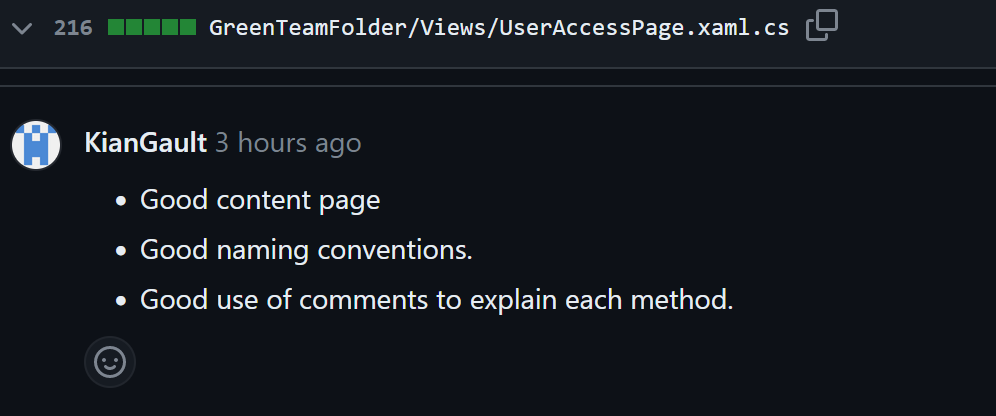 216 GreenTeamFolder/Views/UserAccessPage.xaml.cs
KianGault 3 hours ago
• Good content page
• Good naming conventions.
• Good use of comments to explain each method.